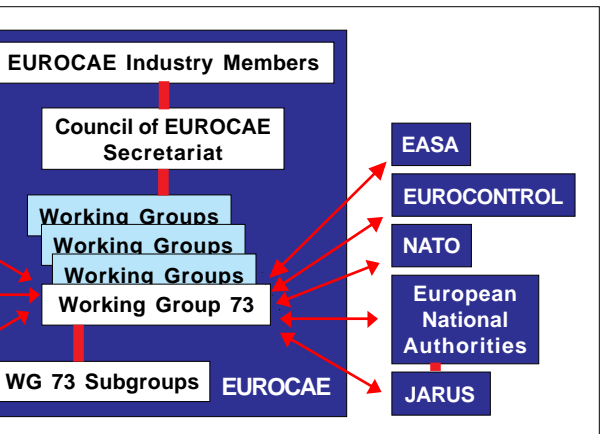 EUROCAE Industry Members
Council of EUROCAE
Secretariat
Working Groups
Working Groups
Working Groups
Working Group 73
WG 73 Subgroups
EUROCAE
EASA
EUROCONTROL
NATO
European
National
Authorities
JARUS